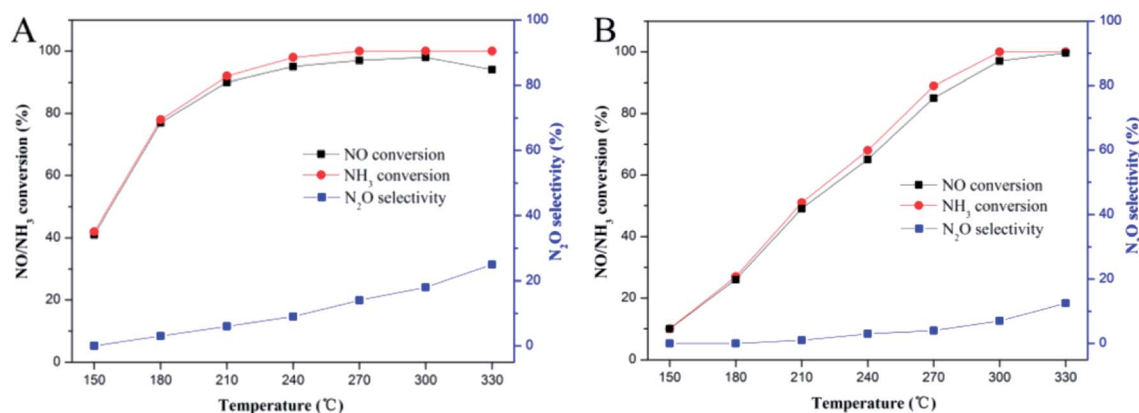 A
100
80
60
40
20
0
NO/NH3 conversion (%)
NO conversion
NH3 conversion
N2O selectivity
100
80
60
40
20
0
N2O selectivity (%)
150 180 210 240 270 300 330
Temperature (℃)
B
100
80
60
40
20
0
NO/NH3 conversion (%)
NO conversion
NH3 conversion
N2O selectivity
100
80
60
40
20
0
N2O selectivity (%)
150 180 210 240 270 300 330
Temperature (℃)